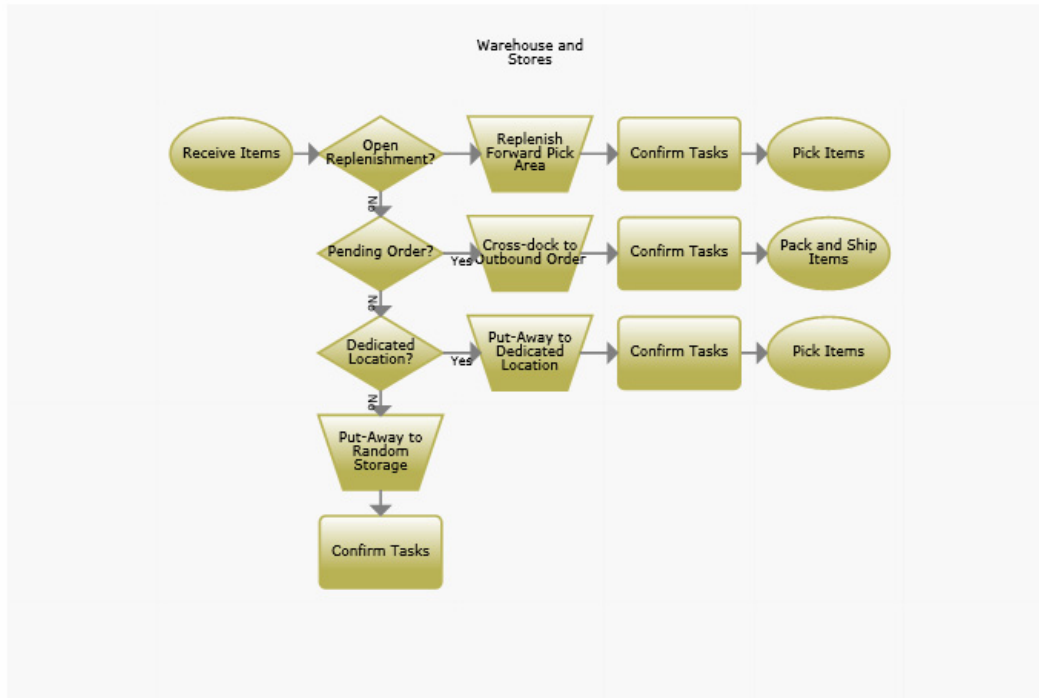 Warehouse and
Stores
Receive Items
Open
Replenishment?
Replenish
Forward Pick
Area
Confirm Tasks
Pick Items
No
Pending Order?
Yes
Cross-dock to
Outbound Order
Confirm Tasks
Pack and Ship
Items
No
Dedicated
Location?
Yes
Put-Away to
Dedicated
Location
Confirm Tasks
Pick Items
No
Put-Away to
Random
Storage
Confirm Tasks